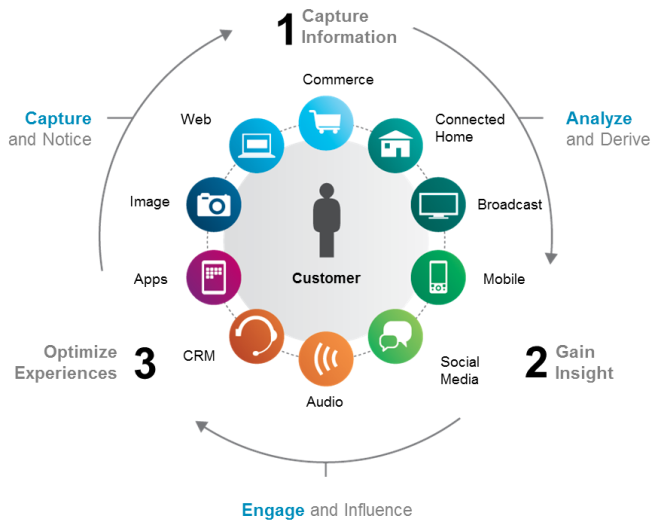 1 Capture
Information
Commerce
Web
Connected
Home
Capture
and Notice
Analyze
and Derive
Image
Broadcast
Apps
Customer
Mobile
Optimize
Experiences 3
CRM
Social
Media
2 Gain
Insight
Audio
Engage and Influence